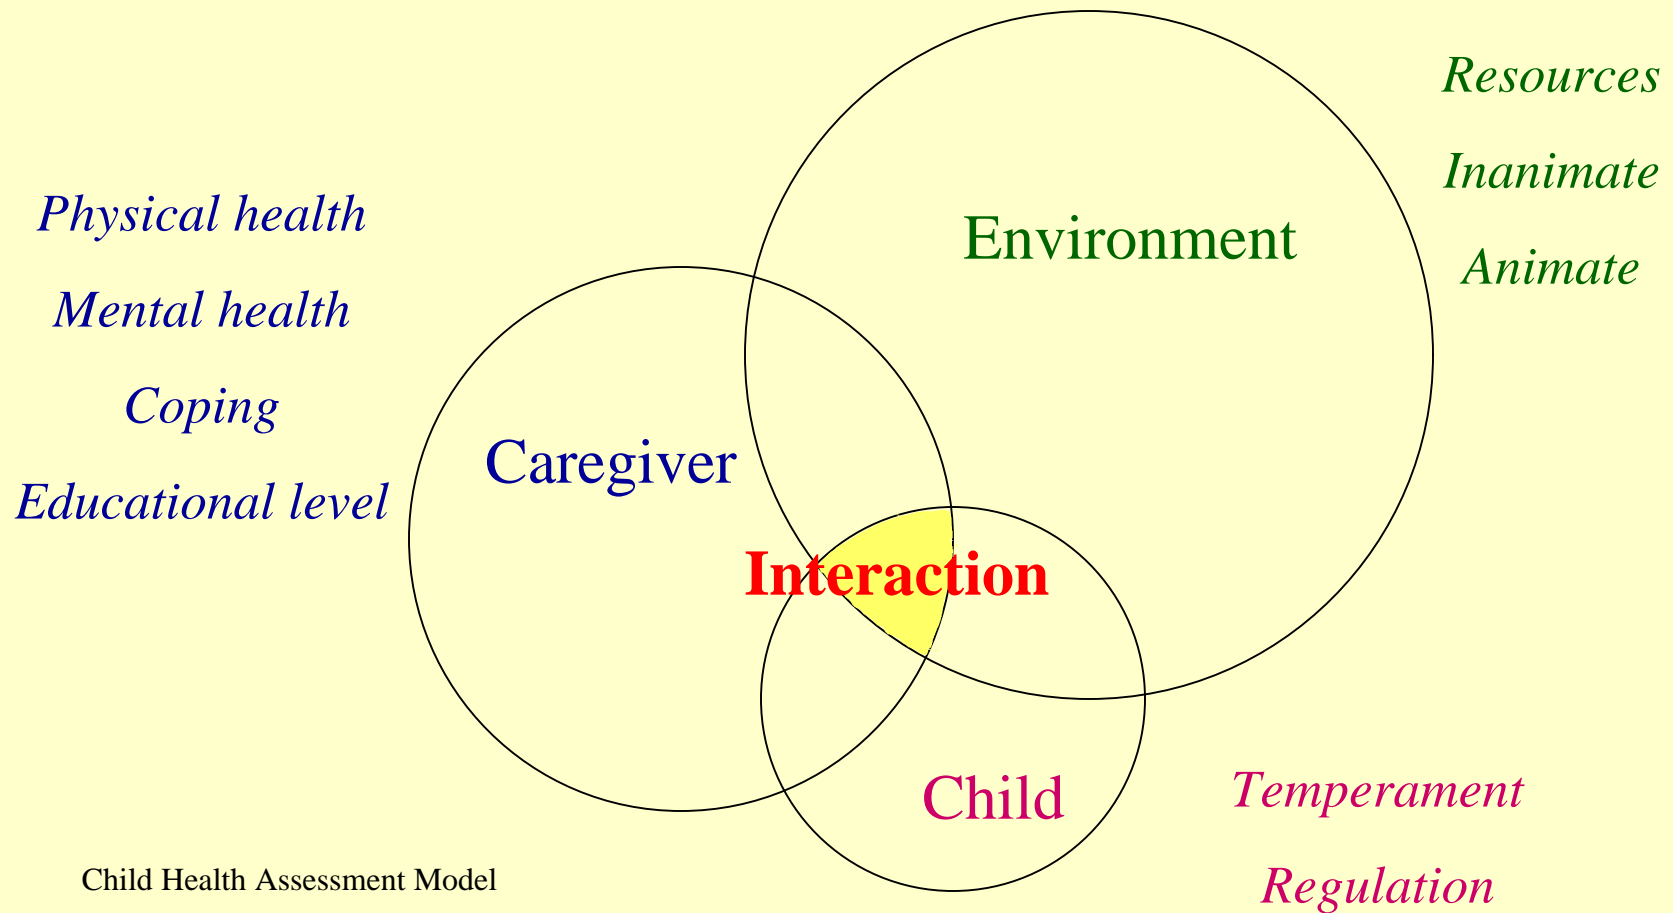 Resources
Inanimate
Animate
Physical health
Mental health
Coping
Educational level
Environment
Caregiver
Interaction
Child
Temperament
Regulation
Child Health Assessment Model